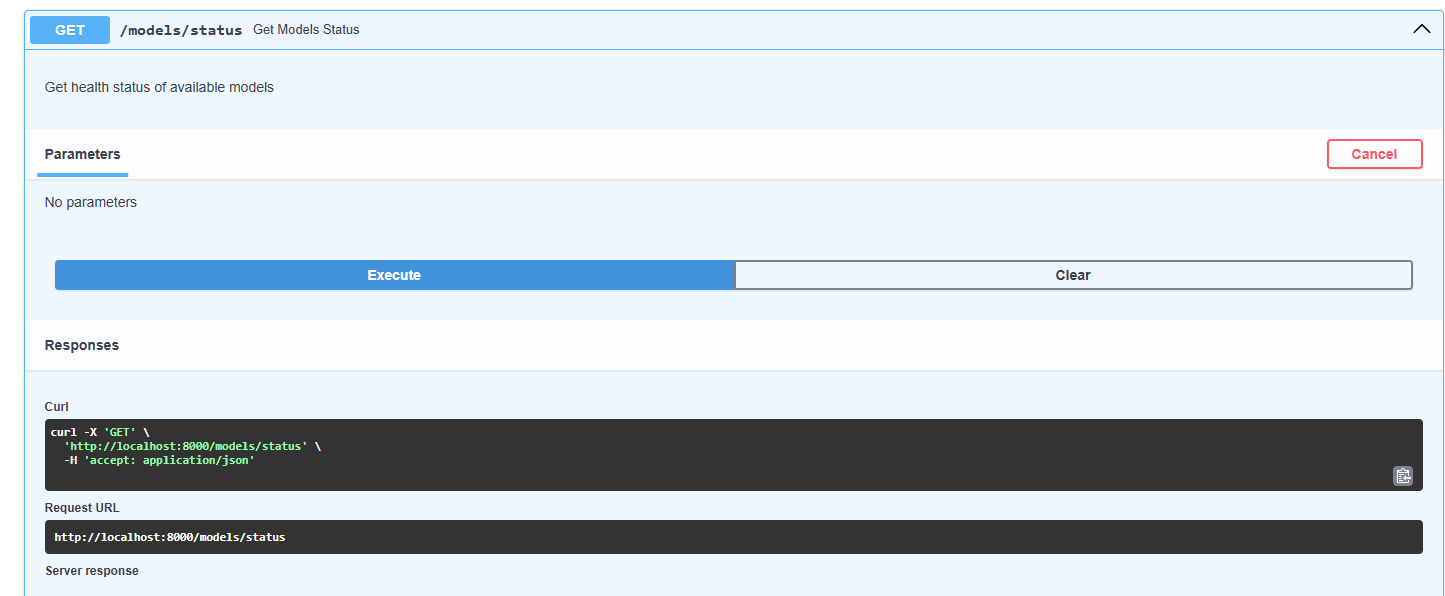 GET /models/status Get Models Status
Get health status of available models
Parameters
Cancel
No parameters
Execute
Clear
Responses
Curl
curl -X 'GET' \
  'http://localhost:8000/models/status' \
  -H 'accept: application/json'
Request URL
http://localhost:8000/models/status
Server response